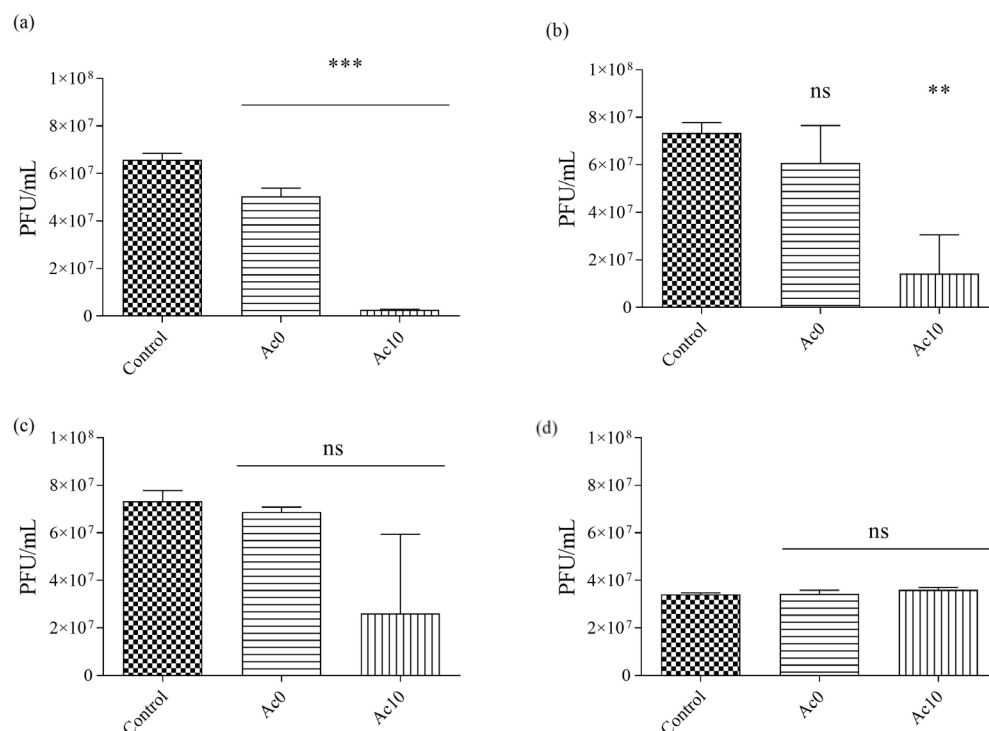 (a)
***
1×10⁸
8×10⁷
6×10⁷
4×10⁷
2×10⁷
0
PFU/mL
Control
Ac0
Ac10
(b)
ns
**
1×10⁸
8×10⁷
6×10⁷
4×10⁷
2×10⁷
0
PFU/mL
Control
Ac0
Ac10
(c)
ns
1×10⁸
8×10⁷
6×10⁷
4×10⁷
2×10⁷
0
PFU/mL
Control
Ac0
Ac10
(d)
ns
1×10⁸
8×10⁷
6×10⁷
4×10⁷
2×10⁷
0
PFU/mL
Control
Ac0
Ac10